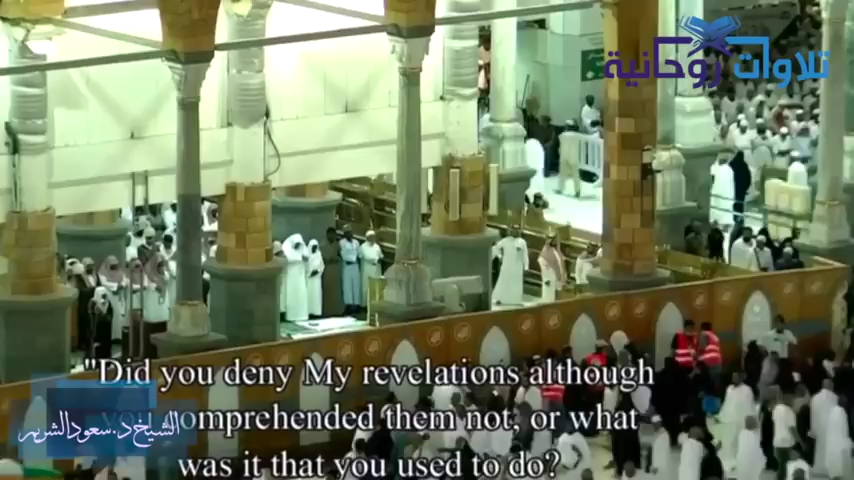 تلاوات روحانية
"Did you deny My revelations although
you comprehended them not, or what
was it that you used to do?
الشيخ د. سعود الشريم